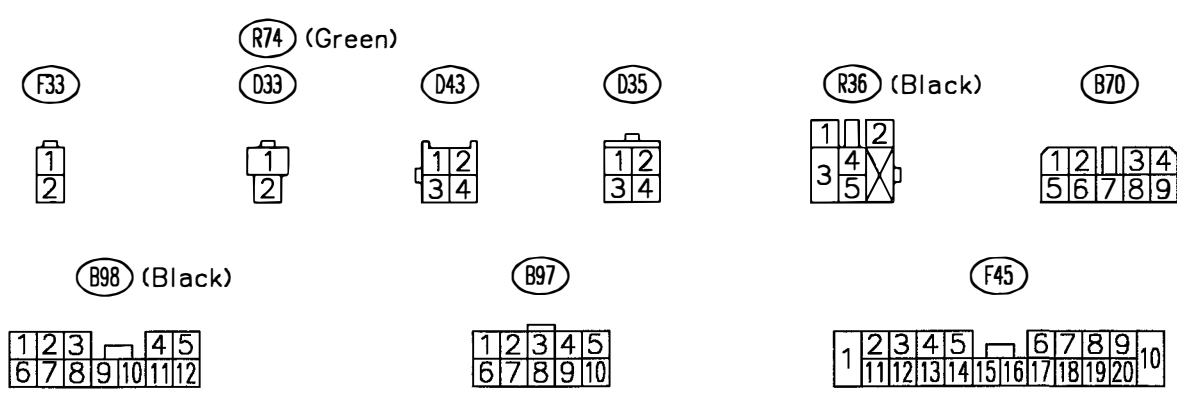 R74 (Green)
F33 D33 D43 D35 R36 (Black) B70
1 2
1 1 1 2 1 2 4 1 2 3 4
3
2 2 3 4 3 4 5 5 6 7 8 9
B98 (Black) B97 F45
1 2 3 4 5 1 2 3 4 5 2 3 4 5 6 7 8 9
1 10
6 7 8 9 10 11 12 6 7 8 9 10 11 12 13 14 15 16 17 18 19 20